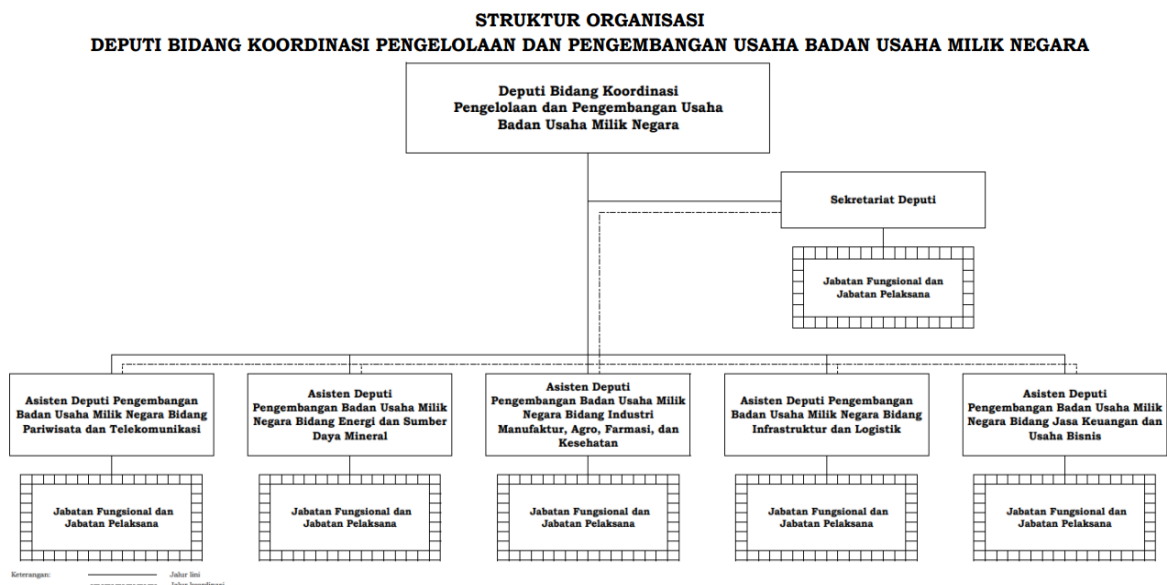 STRUKTUR ORGANISASI
DEPUTI BIDANG KOORDINASI PENGELOLAAN DAN PENGEMBANGAN USAHA BADAN USAHA MILIK NEGARA
Deputi Bidang Koordinasi
Pengelolaan dan Pengembangan Usaha
Badan Usaha Milik Negara
Sekretariat Deputi
Jabatan Fungsional dan
Jabatan Pelaksana
Asisten Deputi Pengembangan
Badan Usaha Milik Negara Bidang
Pariwisata dan Telekomunikasi
Asisten Deputi
Pengembangan Badan Usaha Milik
Negara Bidang Energi dan Sumber
Daya Mineral
Asisten Deputi
Pengembangan Badan Usaha Milik
Negara Bidang Industri
Manufaktur, Agro, Farmasi, dan
Kesehatan
Asisten Deputi Pengembangan
Badan Usaha Milik Negara Bidang
Infrastruktur dan Logistik
Asisten Deputi
Pengembangan Badan Usaha Milik
Negara Bidang Jasa Keuangan dan
Usaha Bisnis
Jabatan Fungsional dan
Jabatan Pelaksana
Jabatan Fungsional dan
Jabatan Pelaksana
Jabatan Fungsional dan
Jabatan Pelaksana
Jabatan Fungsional dan
Jabatan Pelaksana
Jabatan Fungsional dan
Jabatan Pelaksana
Keterangan: Jalur lini
Jalur koordinasi